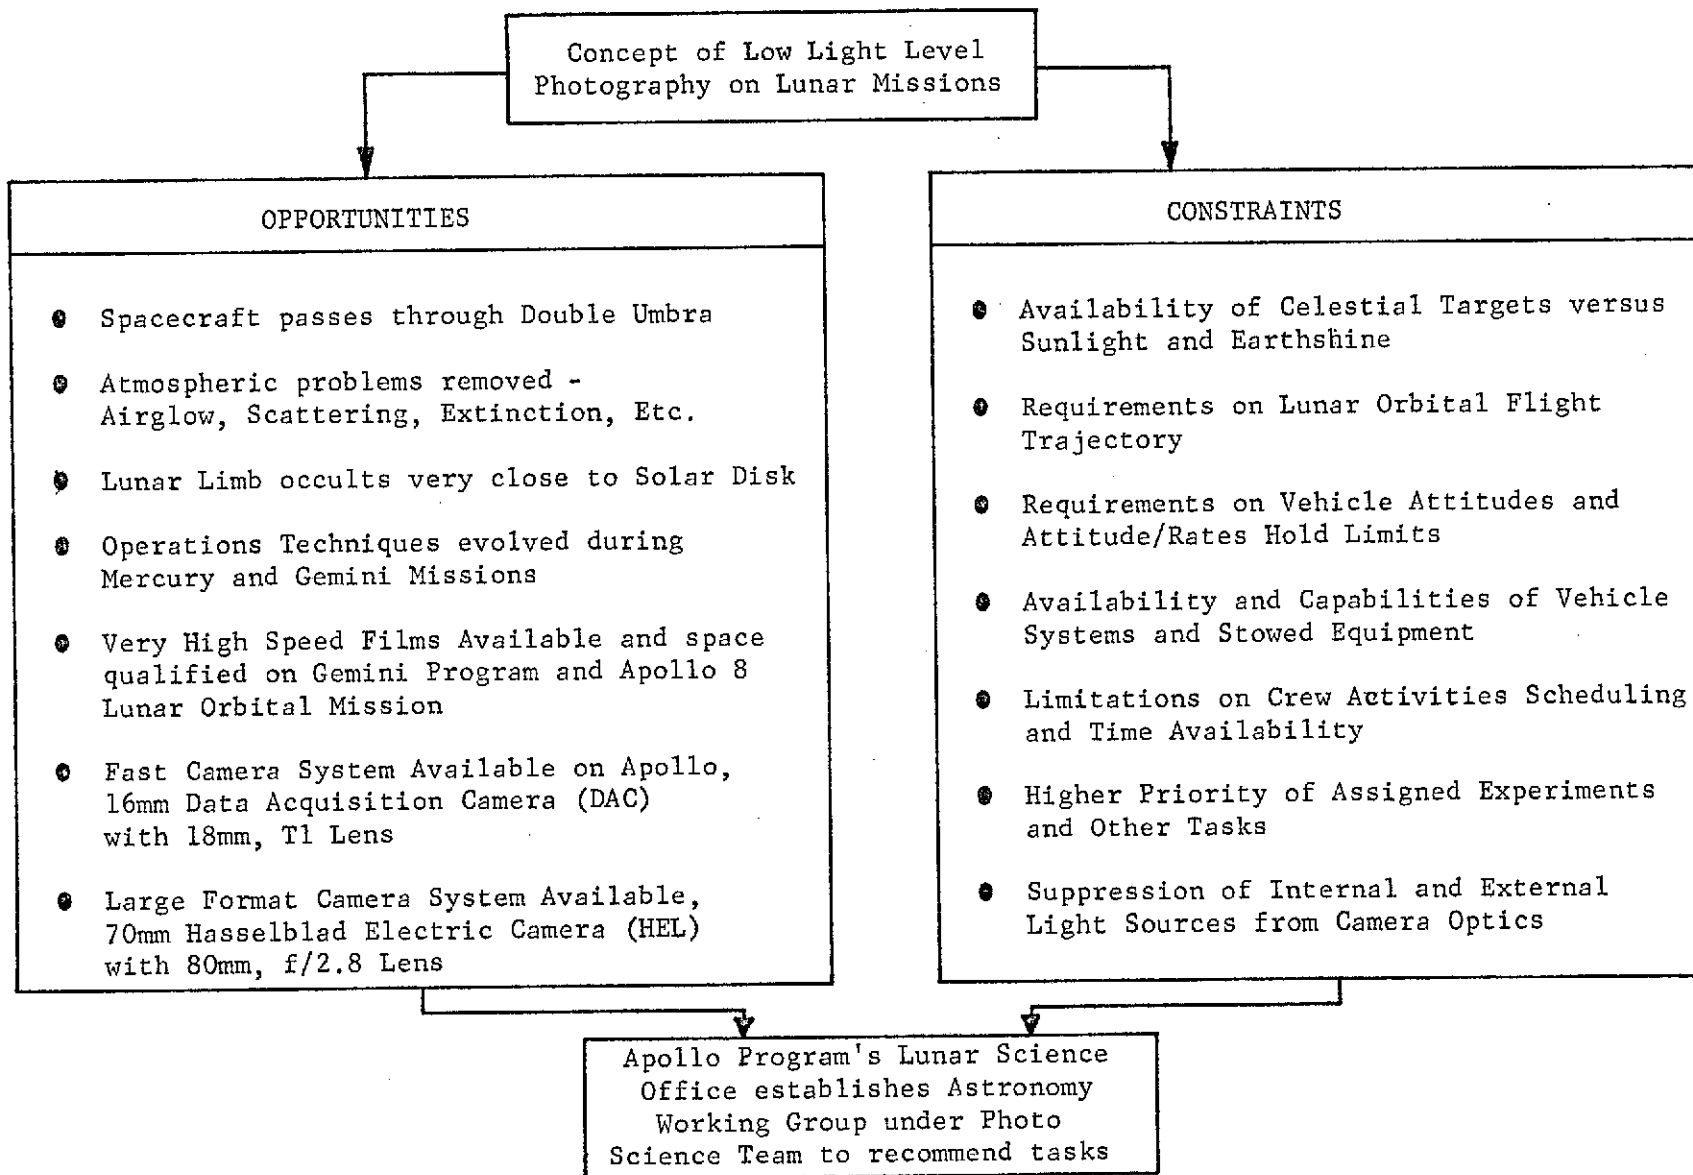 Concept of Low Light Level
Photography on Lunar Missions
OPPORTUNITIES
Spacecraft passes through Double Umbra
Atmospheric problems removed -
Airglow, Scattering, Extinction, Etc.
Lunar Limb occults very close to Solar Disk
Operations Techniques evolved during
Mercury and Gemini Missions
Very High Speed Films Available and space
qualified on Gemini Program and Apollo 8
Lunar Orbital Mission
Fast Camera System Available on Apollo,
16mm Data Acquisition Camera (DAC)
with 18mm, T1 Lens
Large Format Camera System Available,
70mm Hasselblad Electric Camera (HEL)
with 80mm, f/2.8 Lens
CONSTRAINTS
Availability of Celestial Targets versus
Sunlight and Earthshine
Requirements on Lunar Orbital Flight
Trajectory
Requirements on Vehicle Attitudes and
Attitude/Rates Hold Limits
Availability and Capabilities of Vehicle
Systems and Stowed Equipment
Limitations on Crew Activities Scheduling
and Time Availability
Higher Priority of Assigned Experiments
and Other Tasks
Suppression of Internal and External
Light Sources from Camera Optics
Apollo Program's Lunar Science
Office establishes Astronomy
Working Group under Photo
Science Team to recommend tasks